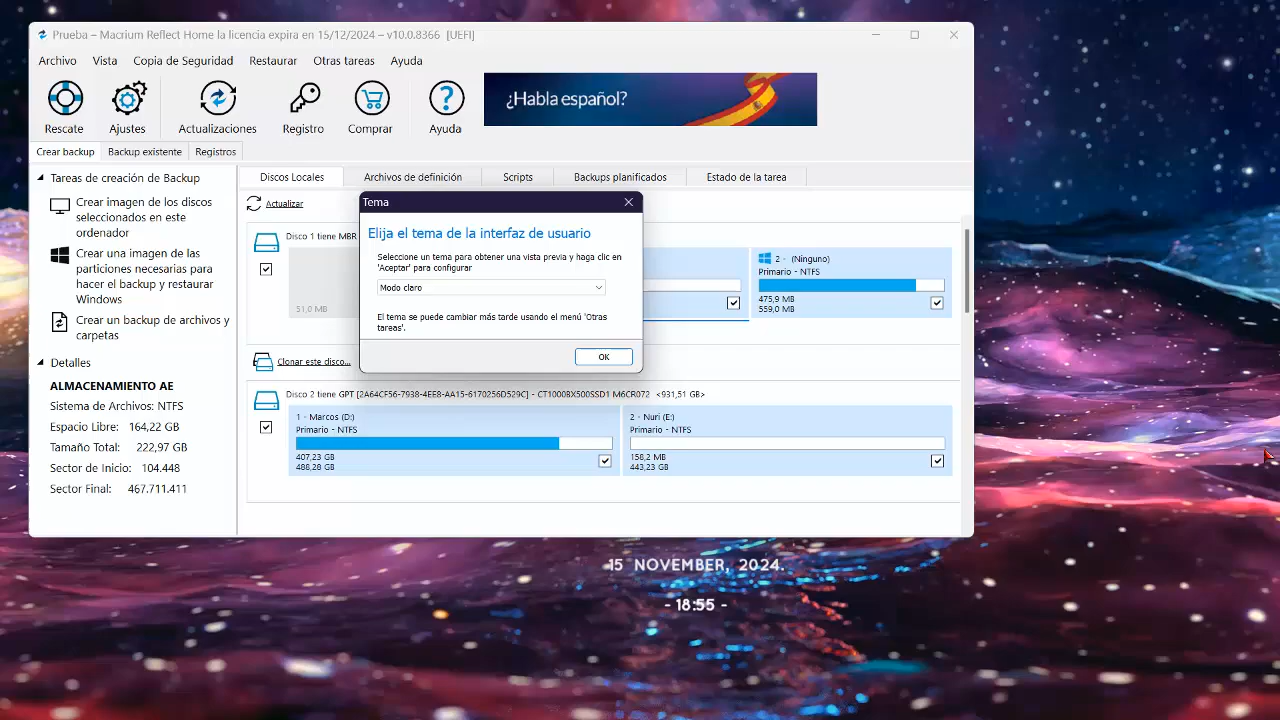 Prueba – Macrium Reflect Home la licencia expira en 15/12/2024 – v10.0.8366 [UEFI]
Archivo Vista Copia de Seguridad Restaurar Otras tareas Ayuda
Rescate Ajustes Actualizaciones Registro Comprar Ayuda
¿Habla español?
Crear backup Backup existente Registros
Tareas de creación de Backup
Crear imagen de los discos
seleccionados en este
ordenador
Crear una imagen de las
particiones necesarias para
hacer el backup y restaurar
Windows
Crear un backup de archivos y
carpetas
Detalles
ALMACENAMIENTO AE
Sistema de Archivos: NTFS
Espacio Libre: 164,22 GB
Tamaño Total: 222,97 GB
Sector de Inicio: 104.448
Sector Final: 467.711.411
Discos Locales Archivos de definición Scripts Backups planificados Estado de la tarea
Actualizar
Disco 1 tiene MBR
51,0 MB
2 - (Ninguno)
Primario - NTFS
475,9 MB
559,0 MB
Tema
Elija el tema de la interfaz de usuario
Seleccione un tema para obtener una vista previa y haga clic en
'Aceptar' para configurar
Modo claro
El tema se puede cambiar más tarde usando el menú 'Otras
tareas'.
OK
Clonar este disco...
Disco 2 tiene GPT [2A64CF56-7938-4EE8-AA15-6170256D529C] - CT1000BX500SSD1 M6CR072 <931,51 GB>
1 - Marcos (D:)
Primario - NTFS
407,23 GB
488,28 GB
2 - Nuri (E:)
Primario - NTFS
158,2 MB
443,23 GB
15 NOVEMBER, 2024.
- 18:55 -